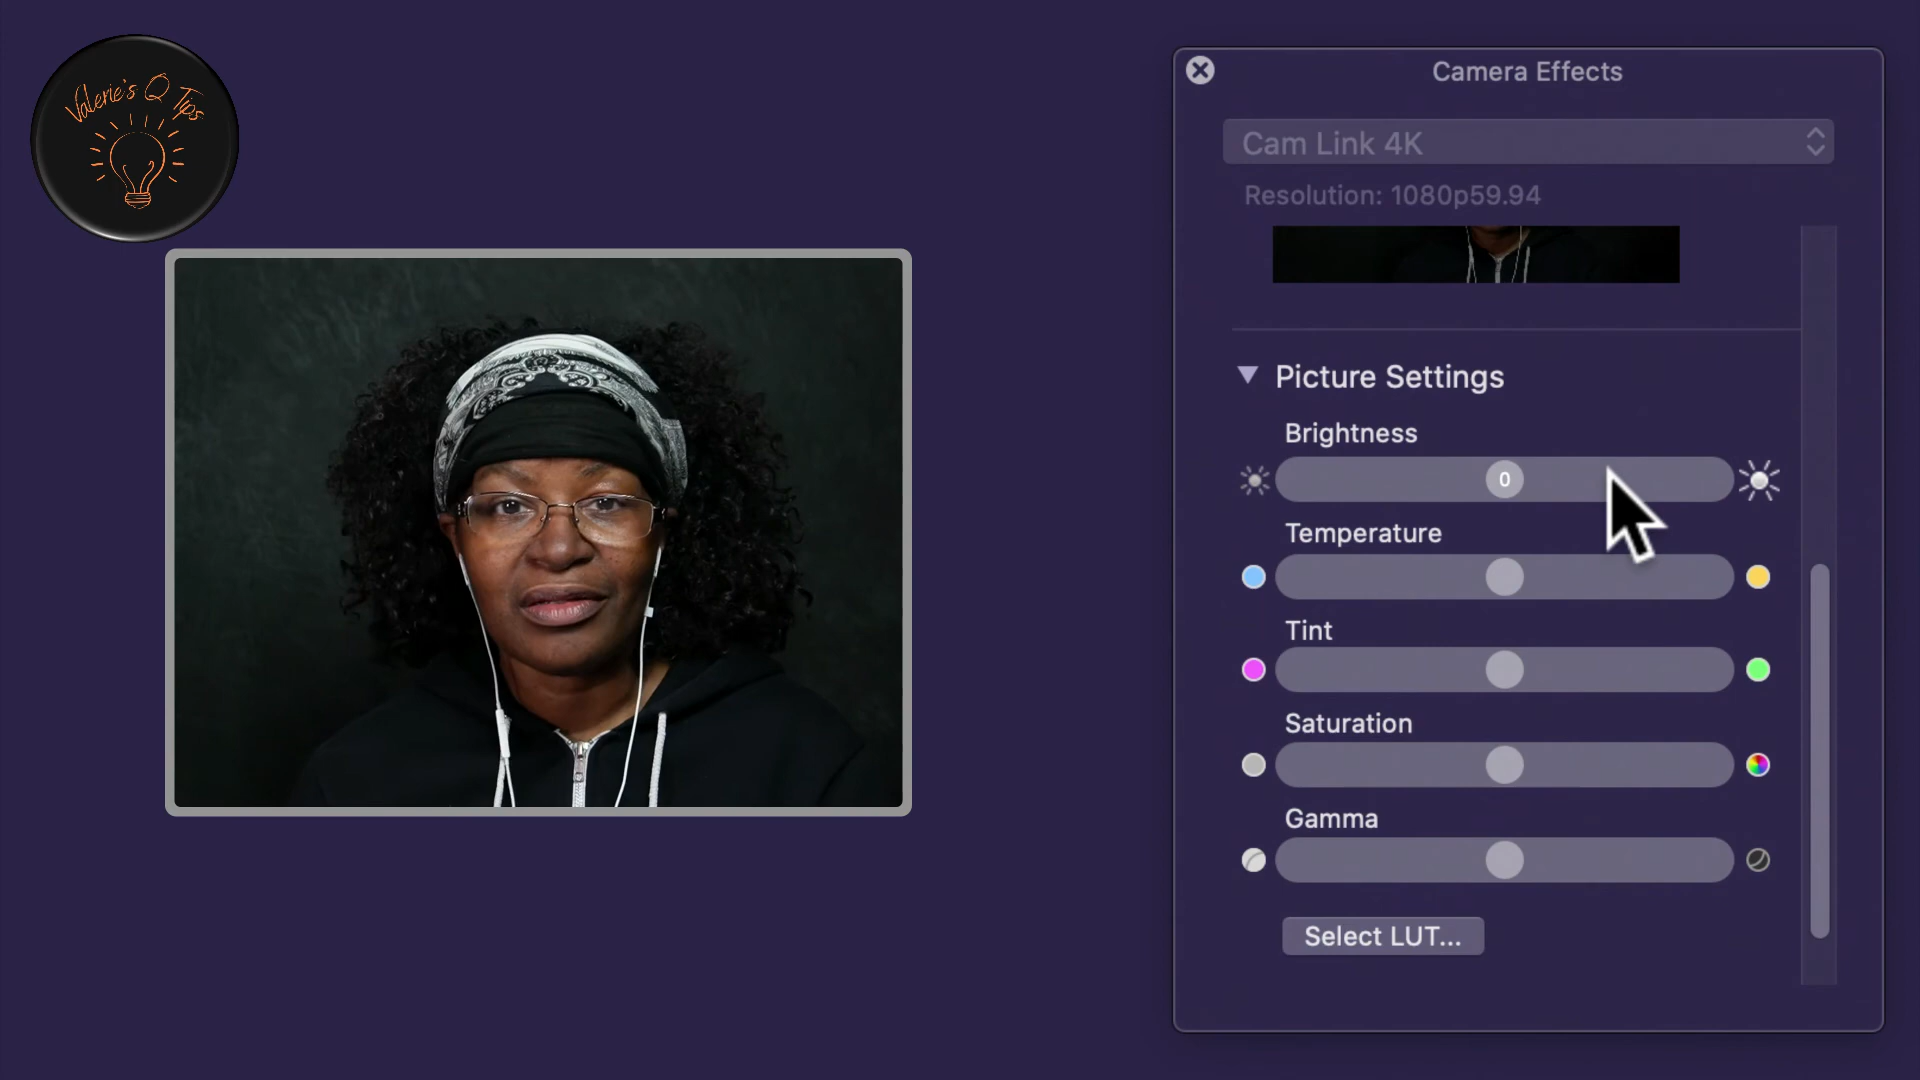 Valerie's Q Tips
Camera Effects
Cam Link 4K
Resolution: 1080p59.94
Picture Settings
Brightness
0
Temperature
Tint
Saturation
Gamma
Select LUT...